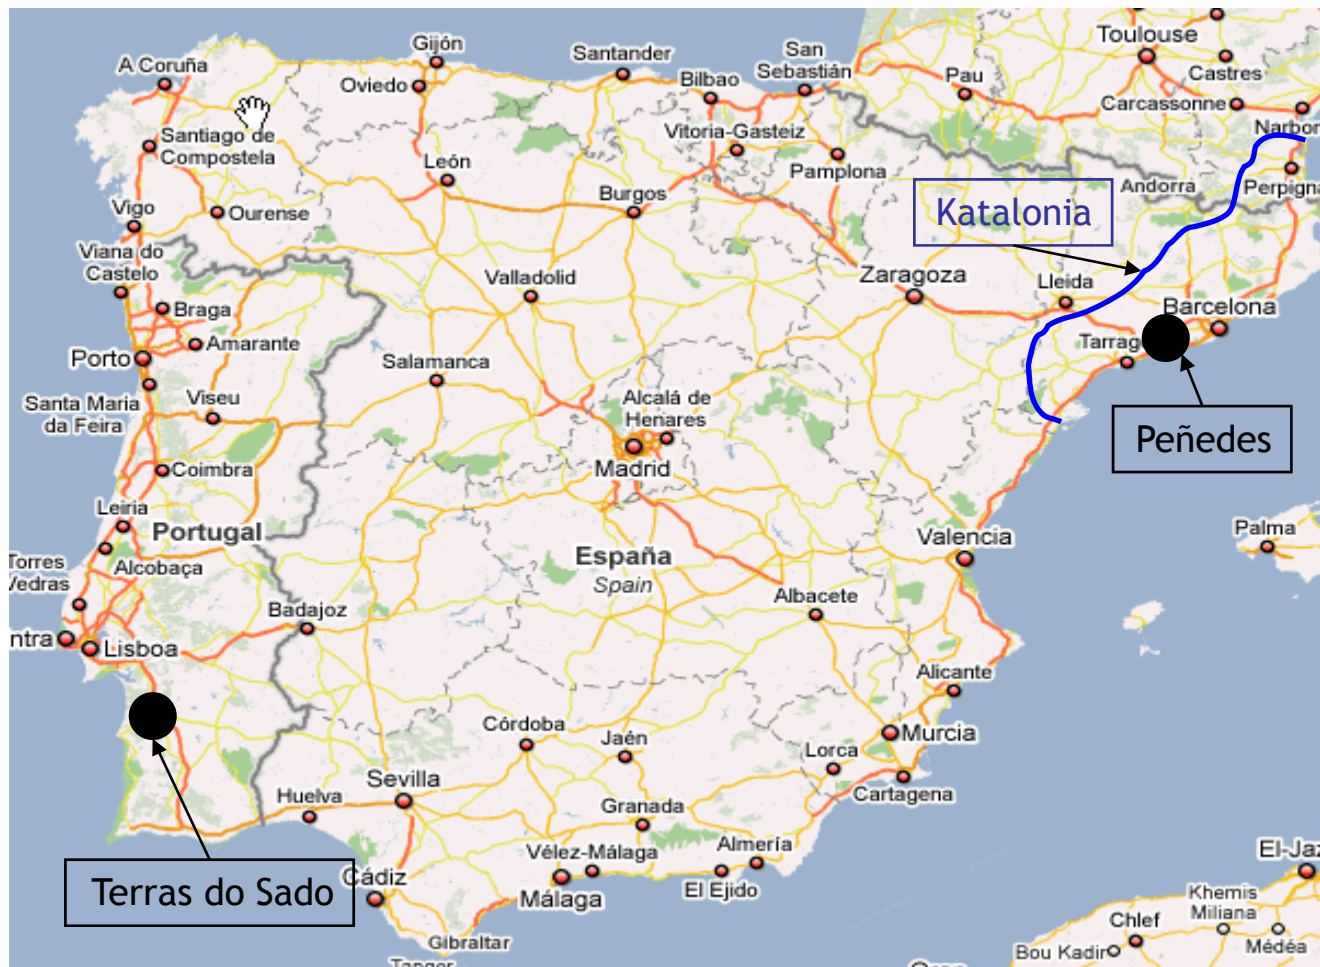 Toulouse
Gijón
A Coruña
Santander
San
Sebastián
Castres
Oviedo
Bilbao
Pau
Carcassonne
Santiago de
Compostela
Vitoria-Gasteiz
Narbon
León
Pamplona
Andorra
Perpigna
Burgos
Vigo
Ourense
Katalonia
Viana do
Castelo
Valladolid
Zaragoza
Lleida
Braga
Barcelona
Amarante
Porto
Salamanca
Tarrag
Viseu
Santa Maria
da Feira
Alcalá de
Henares
Peñedes
Coimbra
Madrid
Leiria
Portugal
Palma
Valencia
España
Spain
Torres
Vedras
Alcobaça
Badajoz
Albacete
ntra
Lisboa
Alicante
Córdoba
Jaén
Murcia
Lorca
Sevilla
Huelva
Cartagena
Granada
Almería
Vélez-Málaga
El-Jaz
Terras do Sado
Cádiz
Málaga
El Ejido
Khemis
Miliana
Chlef
Gibraltar
Bou Kadir
Médéa